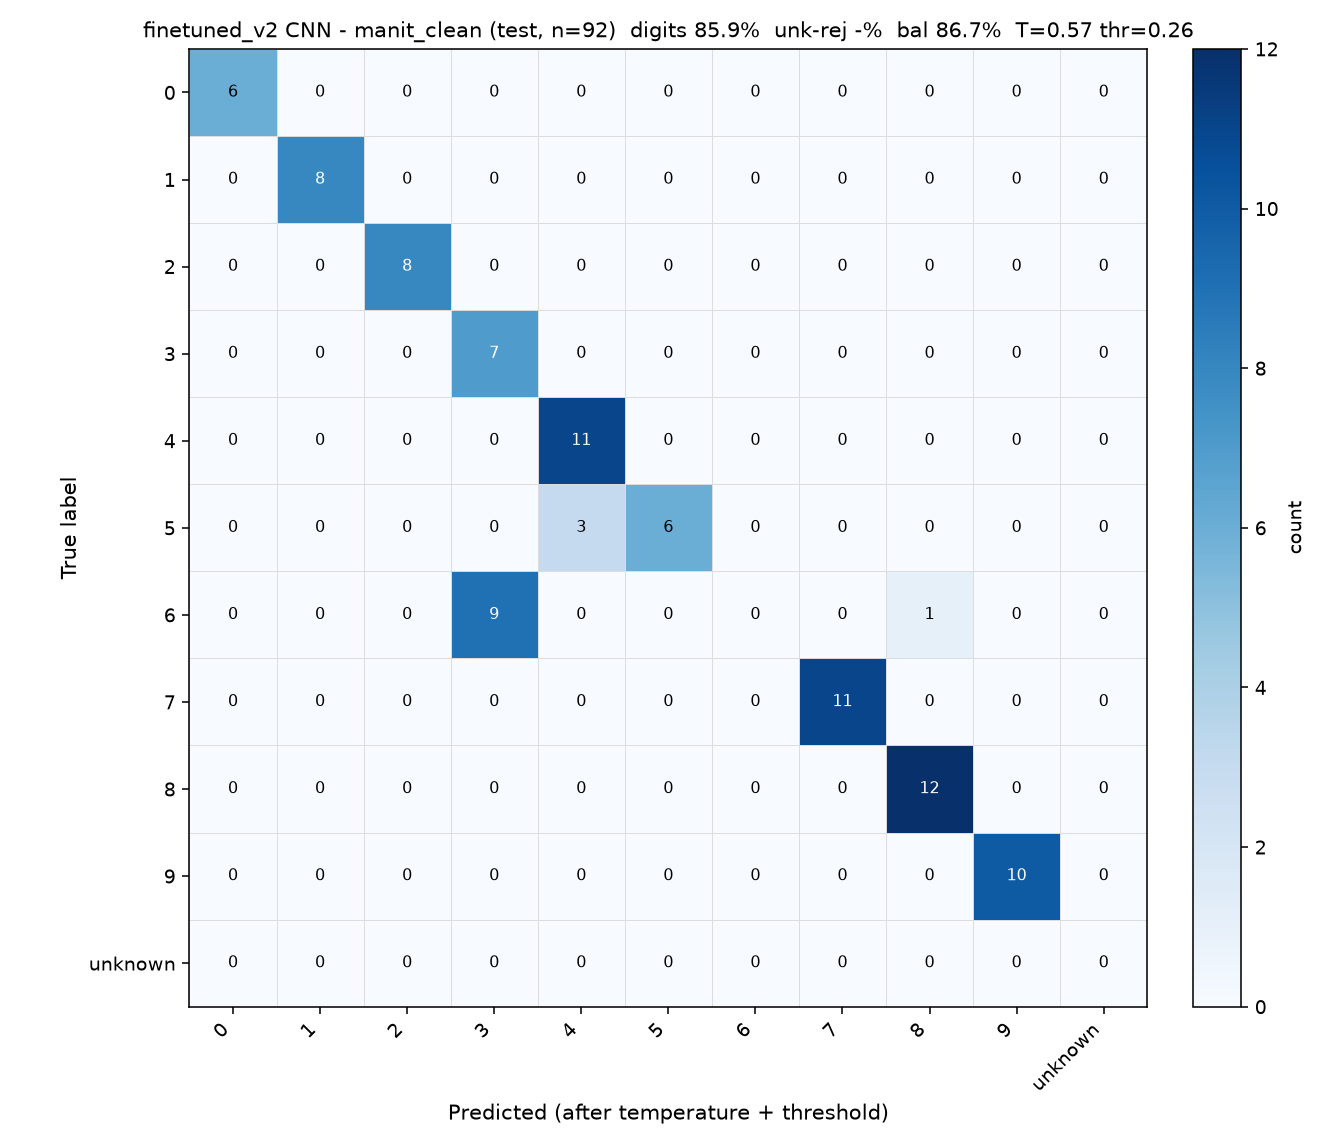 finetuned_v2 CNN - manit_clean (test, n=92)  digits 85.9%  unk-rej -%  bal 86.7%  T=0.57 thr=0.26
0 6 0 0 0 0 0 0 0 0 0 0
1 0 8 0 0 0 0 0 0 0 0 0
2 0 0 8 0 0 0 0 0 0 0 0
3 0 0 0 7 0 0 0 0 0 0 0
4 0 0 0 0 11 0 0 0 0 0 0
5 0 0 0 0 3 6 0 0 0 0 0
6 0 0 0 9 0 0 0 0 1 0 0
7 0 0 0 0 0 0 0 11 0 0 0
8 0 0 0 0 0 0 0 0 12 0 0
9 0 0 0 0 0 0 0 0 0 10 0
unknown 0 0 0 0 0 0 0 0 0 0 0
0 1 2 3 4 5 6 7 8 9 unknown
True label
Predicted (after temperature + threshold)
12
10
8
6
4
2
0
count